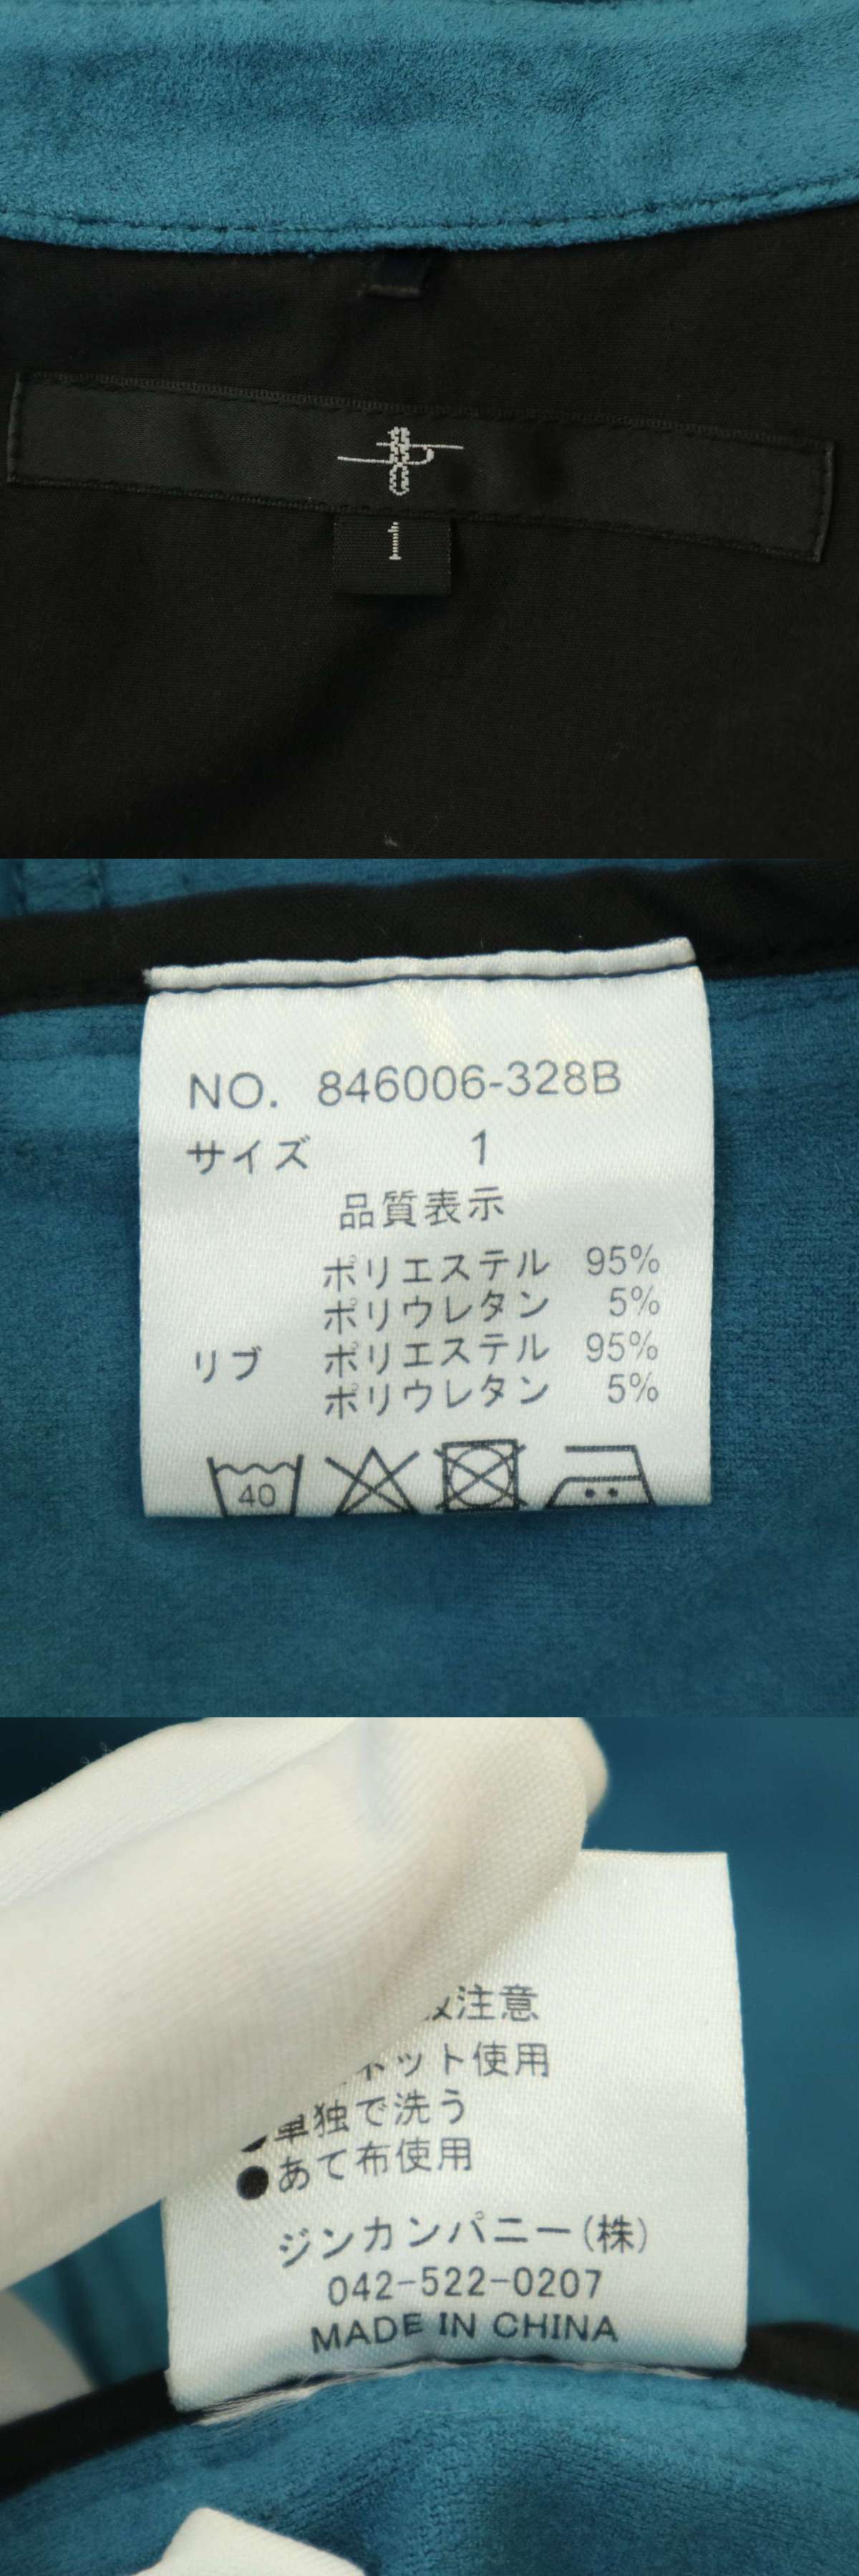 1
NO. 846006-328B
サイズ 1
品質表示
ポリエステル 95%
ポリウレタン 5%
リブ ポリエステル 95%
ポリウレタン 5%
40
注意
ネット使用
●単独で洗う
●あて布使用
ジンカンパニー(株)
042-522-0207
MADE IN CHINA